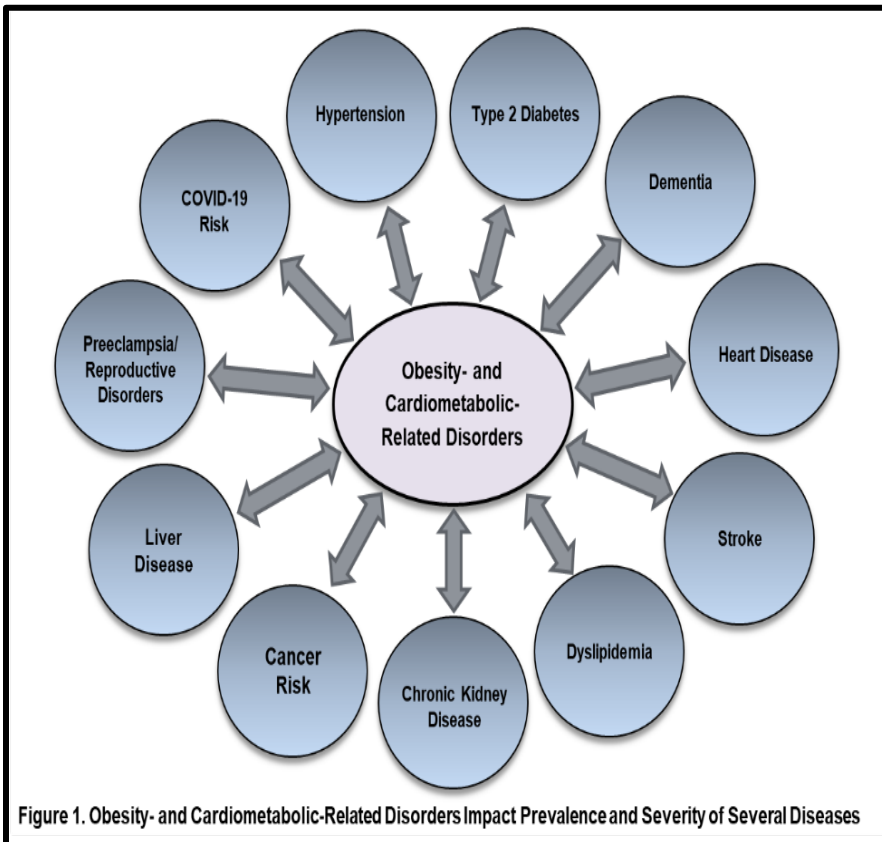 Hypertension
Type 2 Diabetes
Dementia
COVID-19
Risk
Heart Disease
Preeclampsia/
Reproductive
Disorders
Obesity- and
Cardiometabolic-
Related Disorders
Stroke
Liver
Disease
Dyslipidemia
Cancer
Risk
Chronic Kidney
Disease
Figure 1. Obesity- and Cardiometabolic-Related Disorders Impact Prevalence and Severity of Several Diseases